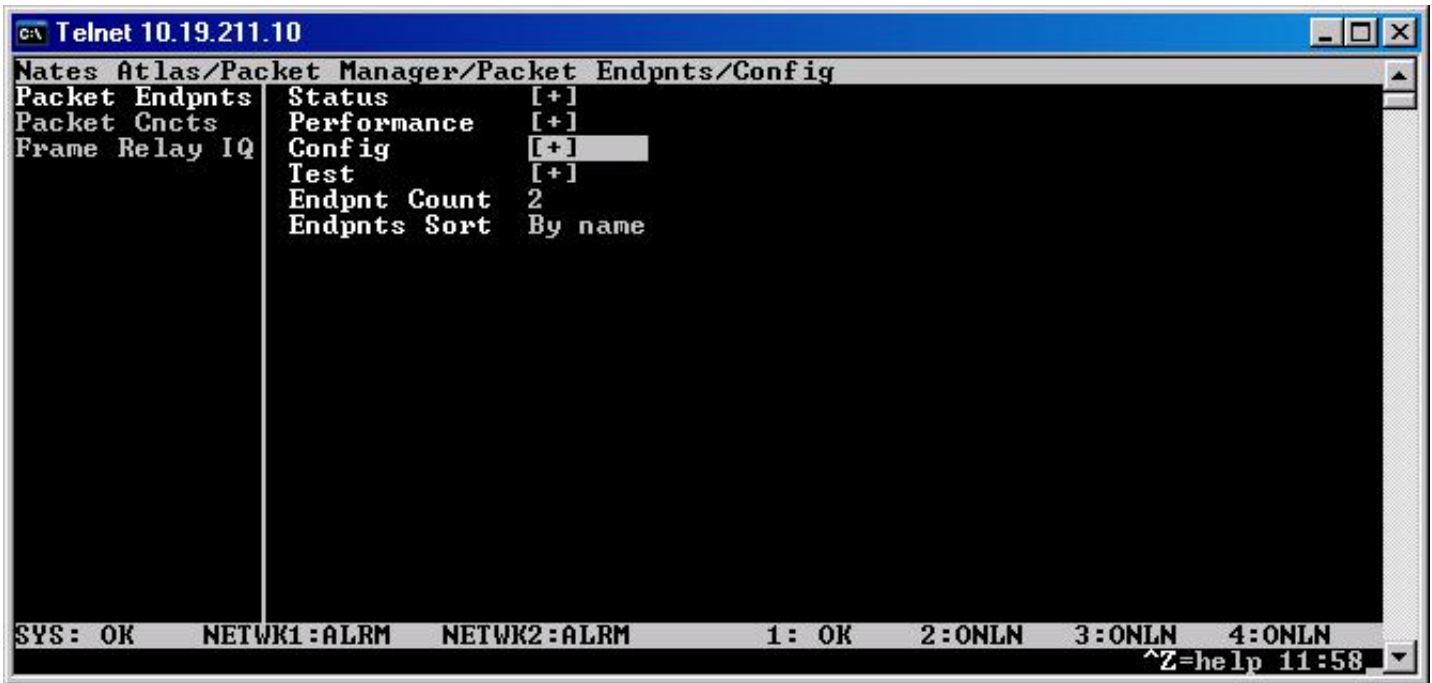 Telnet 10.19.211.10
Nates Atlas/Packet Manager/Packet Endpnts/Config
Packet Endpnts Status [+]
Packet Cncts Performance [+]
Frame Relay IQ Config [+]
Test [+]
Endpnt Count 2
Endpnts Sort By name
SYS: OK NETWK1:ALRM NETWK2:ALRM 1: OK 2:ONLN 3:ONLN 4:ONLN
^Z=help 11:58